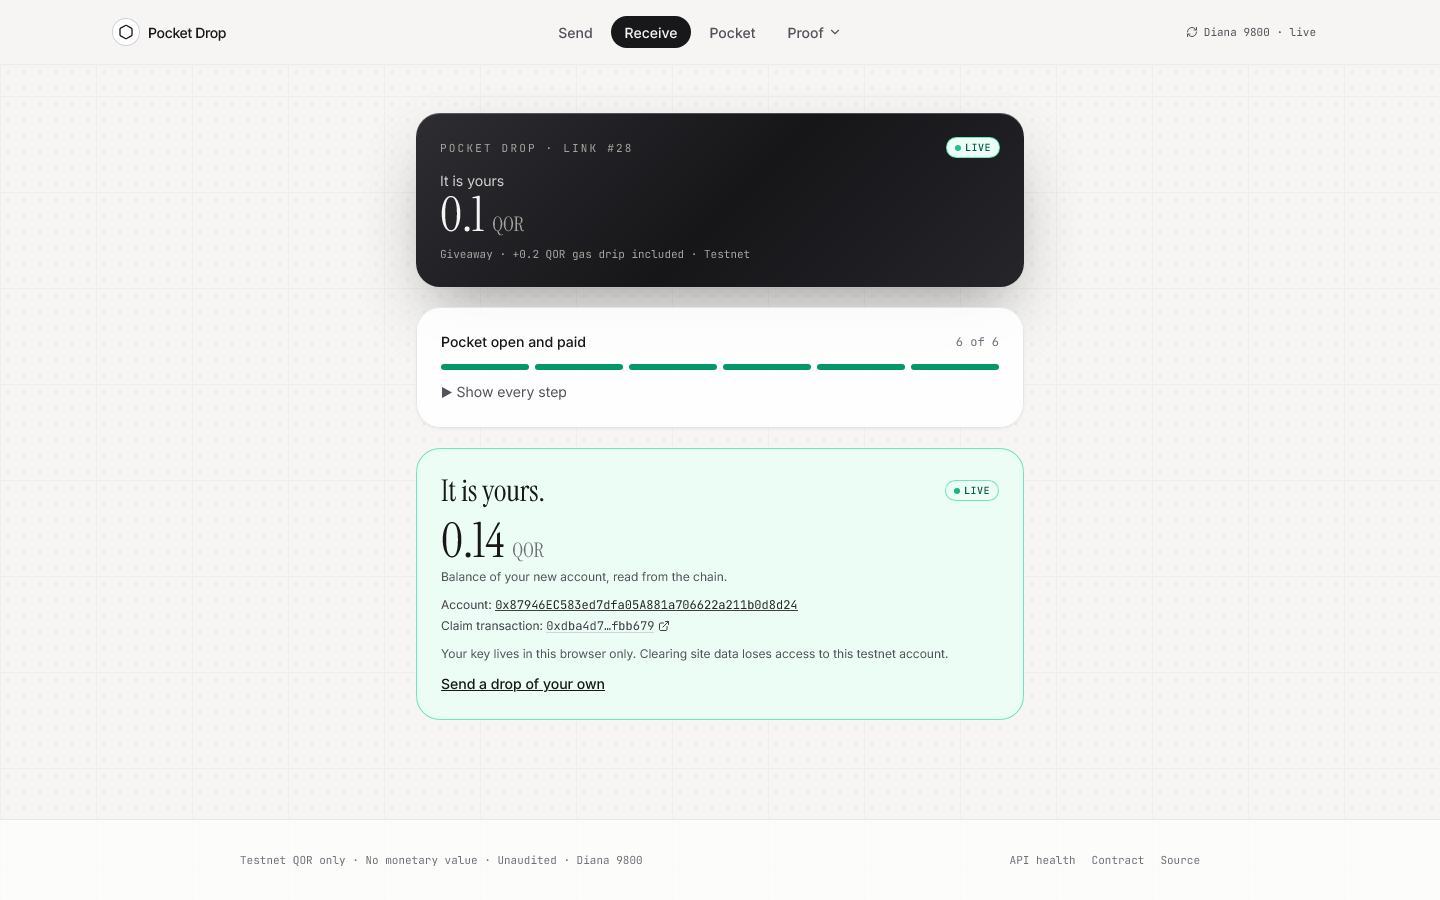 Pocket Drop
Send
Receive
Pocket
Proof
Diana 9800 · live
POCKET DROP · LINK #28
LIVE
It is yours
0.1 QOR
Giveaway · +0.2 QOR gas drip included · Testnet
Pocket open and paid
6 of 6
Show every step
It is yours.
LIVE
0.14 QOR
Balance of your new account, read from the chain.
Account: 0x87946EC583ed7dfa05A881a706622a211b0d8d24
Claim transaction: 0xdba4d7…fbb679
Your key lives in this browser only. Clearing site data loses access to this testnet account.
Send a drop of your own
Testnet QOR only · No monetary value · Unaudited · Diana 9800
API health
Contract
Source